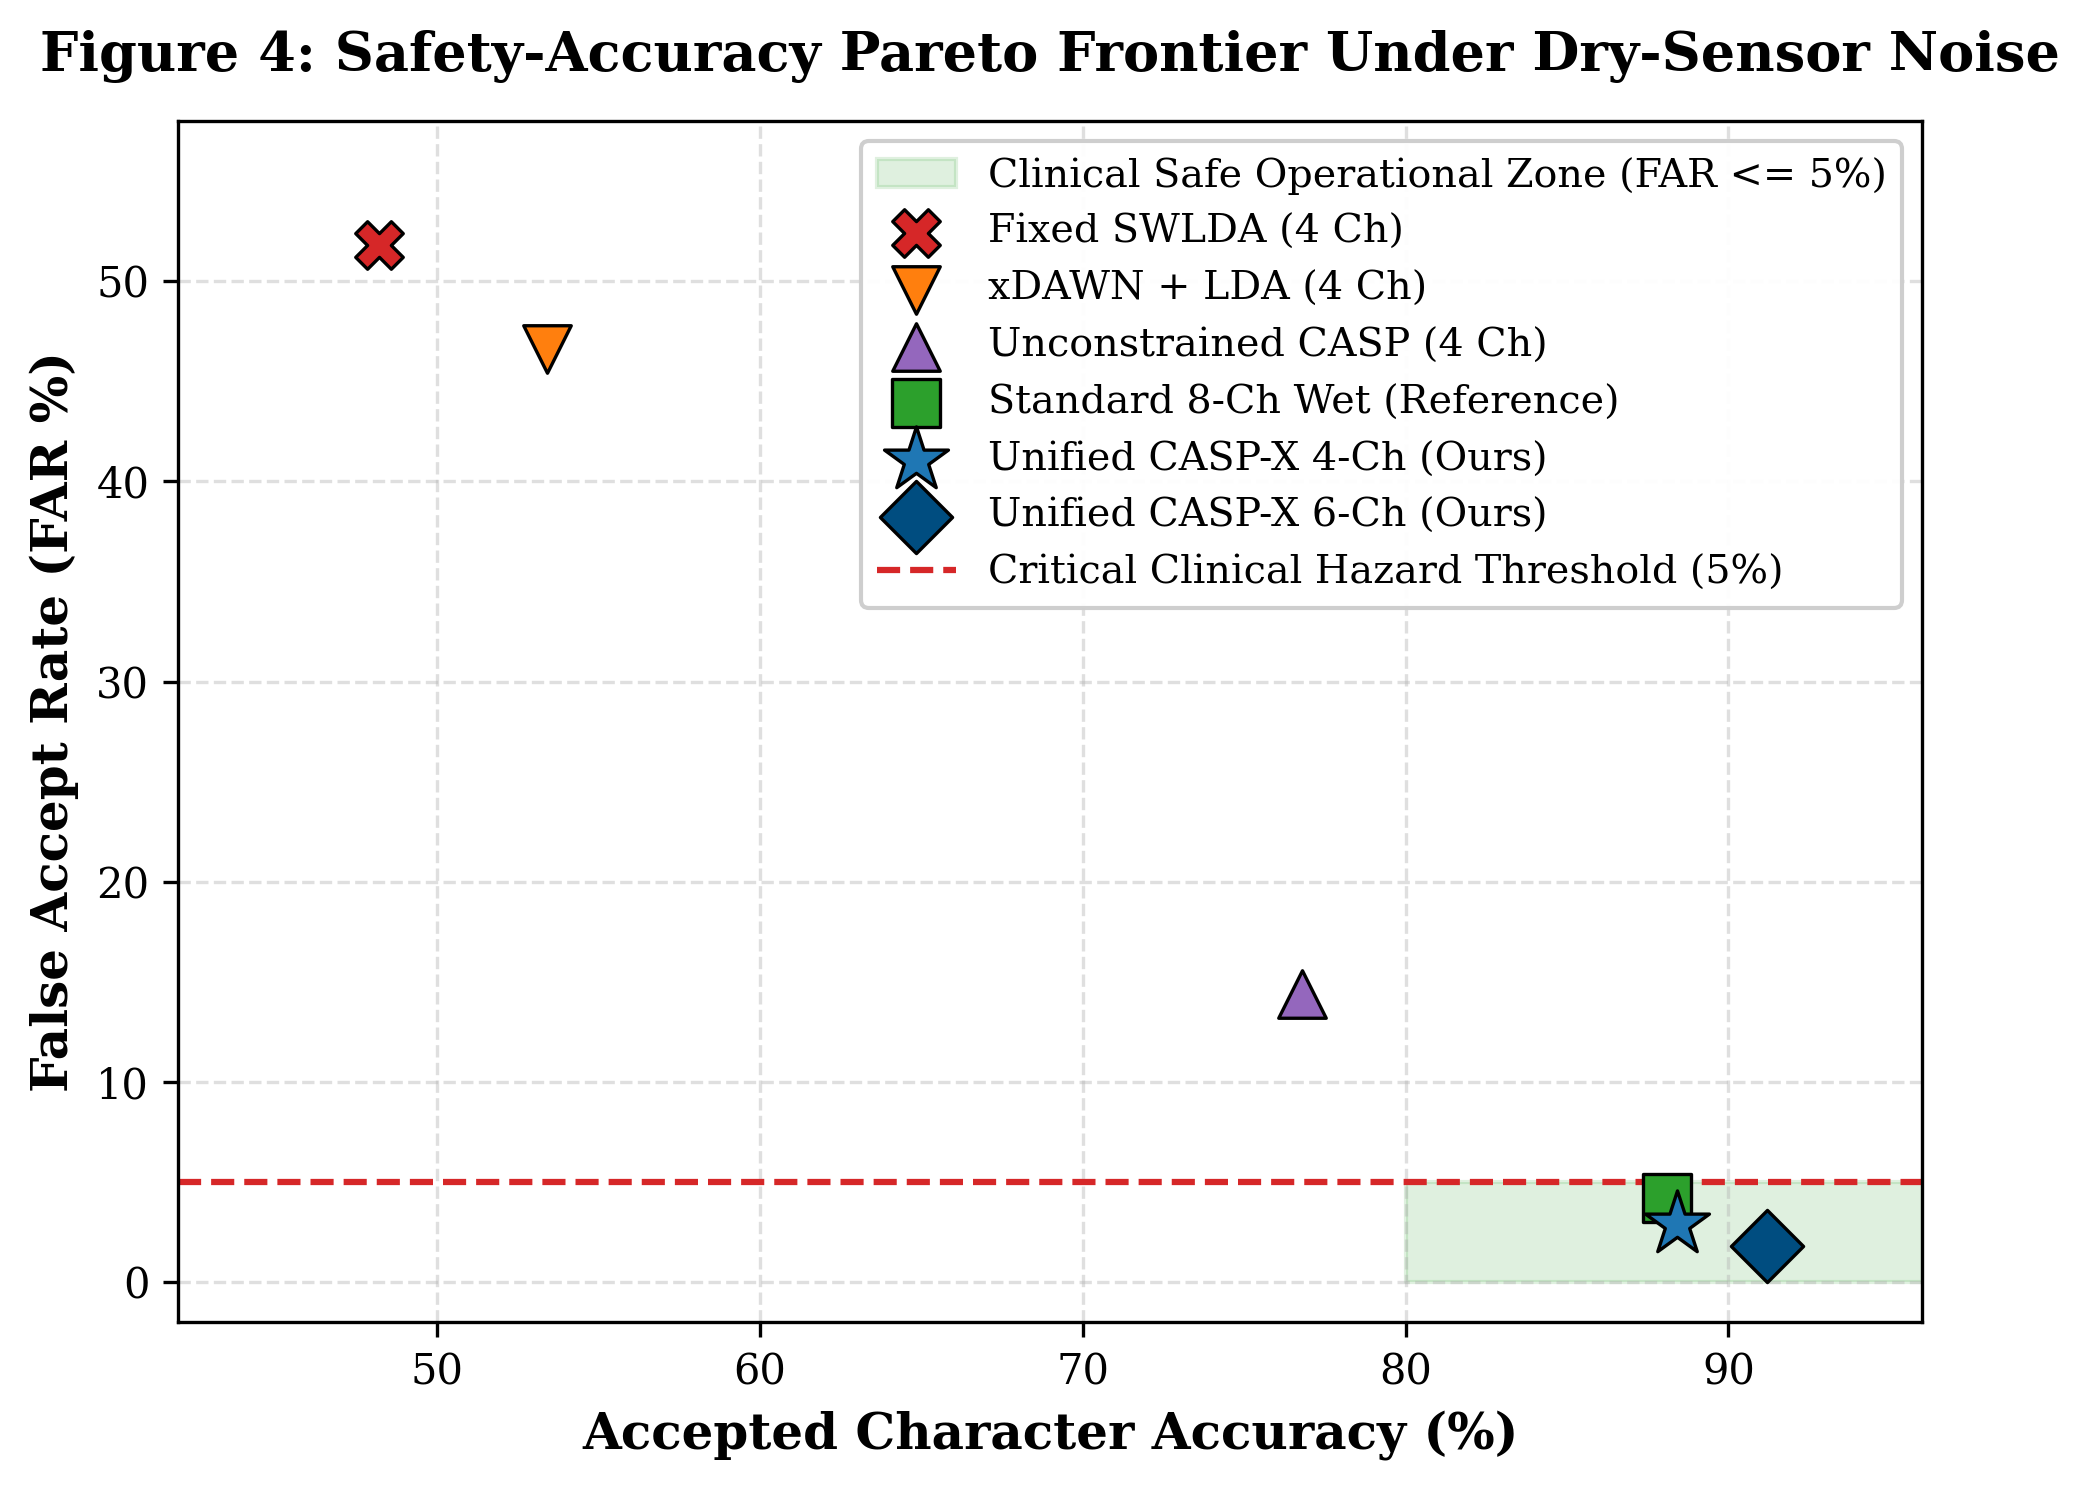 Figure 4: Safety-Accuracy Pareto Frontier Under Dry-Sensor Noise
Clinical Safe Operational Zone (FAR <= 5%)
Fixed SWLDA (4 Ch)
xDAWN + LDA (4 Ch)
Unconstrained CASP (4 Ch)
Standard 8-Ch Wet (Reference)
Unified CASP-X 4-Ch (Ours)
Unified CASP-X 6-Ch (Ours)
Critical Clinical Hazard Threshold (5%)
False Accept Rate (FAR %)
50
40
30
20
10
0
50 60 70 80 90
Accepted Character Accuracy (%)